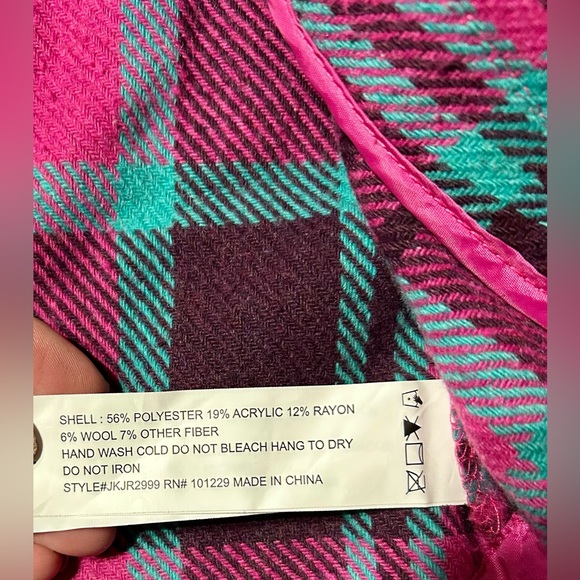 SHELL : 56% POLYESTER 19% ACRYLIC 12% RAYON
6% WOOL 7% OTHER FIBER
HAND WASH COLD DO NOT BLEACH HANG TO DRY
DO NOT IRON
STYLE#JKJR2999 RN# 101229 MADE IN CHINA